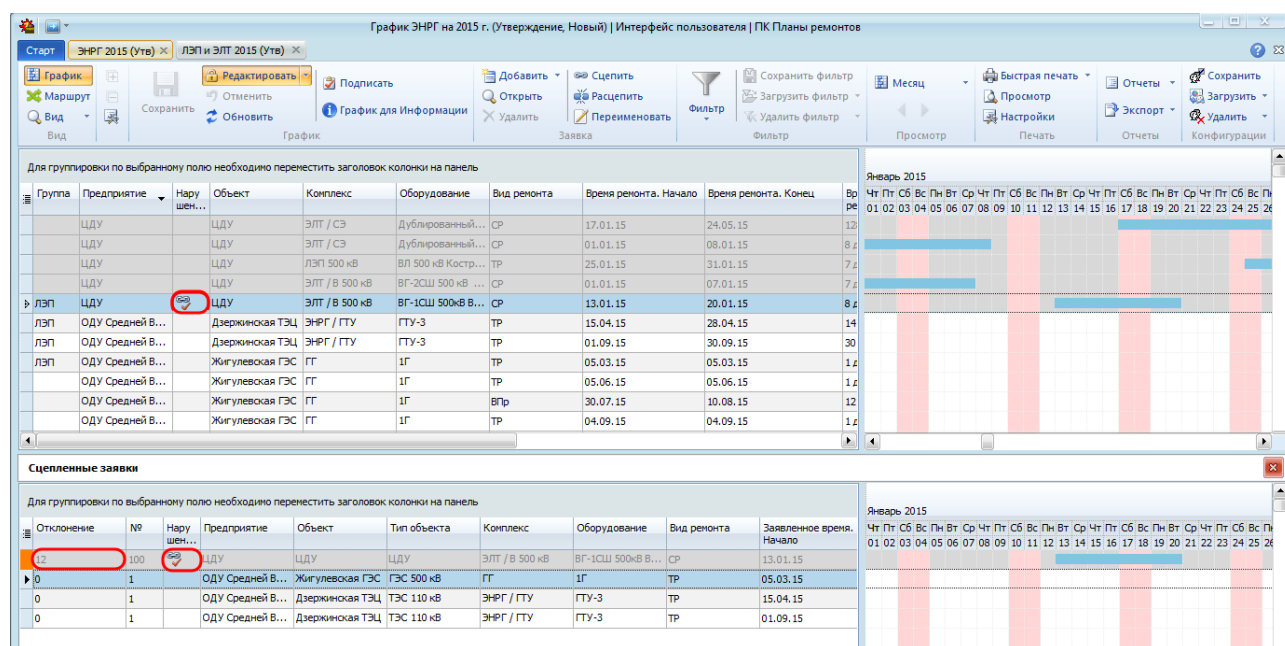 График ЭНРГ на 2015 г. (Утверждение, Новый) | Интерфейс пользователя | ПК Планы ремонтов
Старт ЭНРГ 2015 (Утв) ЛЭП и ЭЛТ 2015 (Утв)
График Редактировать Подписать Добавить Сцепить Сохранить фильтр Месяц Быстрая печать Отчеты Сохранить
Маршрут Сохранить Отменить Открыть Расцепить Фильтр Загрузить фильтр Просмотр Загрузить
Вид Обновить График для Информации Удалить Переименовать Удалить фильтр Настройки Экспорт Удалить
Вид График Заявка Фильтр Просмотр Печать Отчеты Конфигурации
Для группировки по выбранному полю необходимо переместить заголовок колонки на панель
Январь 2015
Группа Предприятие Нару шен... Объект Комплекс Оборудование Вид ремонта Время ремонта. Начало Время ремонта. Конец Вр ре
Чт Пт Сб Вс Пн Вт Ср Чт Пт Сб Вс Пн Вт Ср Чт Пт Сб Вс Пн Вт Ср Чт Пт Сб Вс Пн
01 02 03 04 05 06 07 08 09 10 11 12 13 14 15 16 17 18 19 20 21 22 23 24 25 26
ЦДУ ЦДУ ЭЛТ / СЭ Дублированный... СР 17.01.15 24.05.15 128
ЦДУ ЦДУ ЭЛТ / СЭ Дублированный... СР 01.01.15 08.01.15 8 д
ЦДУ ЦДУ ЛЭП 500 кВ ВЛ 500 кВ Костр... ТР 25.01.15 31.01.15 7 д
ЦДУ ЦДУ ЭЛТ / В 500 кВ ВГ-2СШ 500 кВ ... СР 01.01.15 07.01.15 7 д
ЛЭП ЦДУ ЦДУ ЭЛТ / В 500 кВ ВГ-1СШ 500кВ В... СР 13.01.15 20.01.15 8 д
ЛЭП ОДУ Средней В... Дзержинская ТЭЦ ЭНРГ / ГТУ ГТУ-3 ТР 15.04.15 28.04.15 14
ЛЭП ОДУ Средней В... Дзержинская ТЭЦ ЭНРГ / ГТУ ГТУ-3 ТР 01.09.15 30.09.15 30
ЛЭП ОДУ Средней В... Жигулевская ГЭС ГГ 1Г ТР 05.03.15 05.03.15 1 д
ОДУ Средней В... Жигулевская ГЭС ГГ 1Г ТР 05.06.15 05.06.15 1 д
ОДУ Средней В... Жигулевская ГЭС ГГ 1Г ВПр 30.07.15 10.08.15 12
ОДУ Средней В... Жигулевская ГЭС ГГ 1Г ТР 04.09.15 04.09.15 1 д
Сцепленные заявки
Для группировки по выбранному полю необходимо переместить заголовок колонки на панель
Январь 2015
Отклонение № Нару шен... Предприятие Объект Тип объекта Комплекс Оборудование Вид ремонта Заявленное время. Начало
Чт Пт Сб Вс Пн Вт Ср Чт Пт Сб Вс Пн Вт Ср Чт Пт Сб Вс Пн Вт Ср Чт Пт Сб Вс Пн
01 02 03 04 05 06 07 08 09 10 11 12 13 14 15 16 17 18 19 20 21 22 23 24 25 26
12 100 ЦДУ ЦДУ ЦДУ ЭЛТ / В 500 кВ ВГ-1СШ 500кВ В... СР 13.01.15
0 1 ОДУ Средней В... Жигулевская ГЭС ГЭС 500 кВ ГГ 1Г ТР 05.03.15
0 1 ОДУ Средней В... Дзержинская ТЭЦ ТЭС 110 кВ ЭНРГ / ГТУ ГТУ-3 ТР 15.04.15
0 1 ОДУ Средней В... Дзержинская ТЭЦ ТЭС 110 кВ ЭНРГ / ГТУ ГТУ-3 ТР 01.09.15